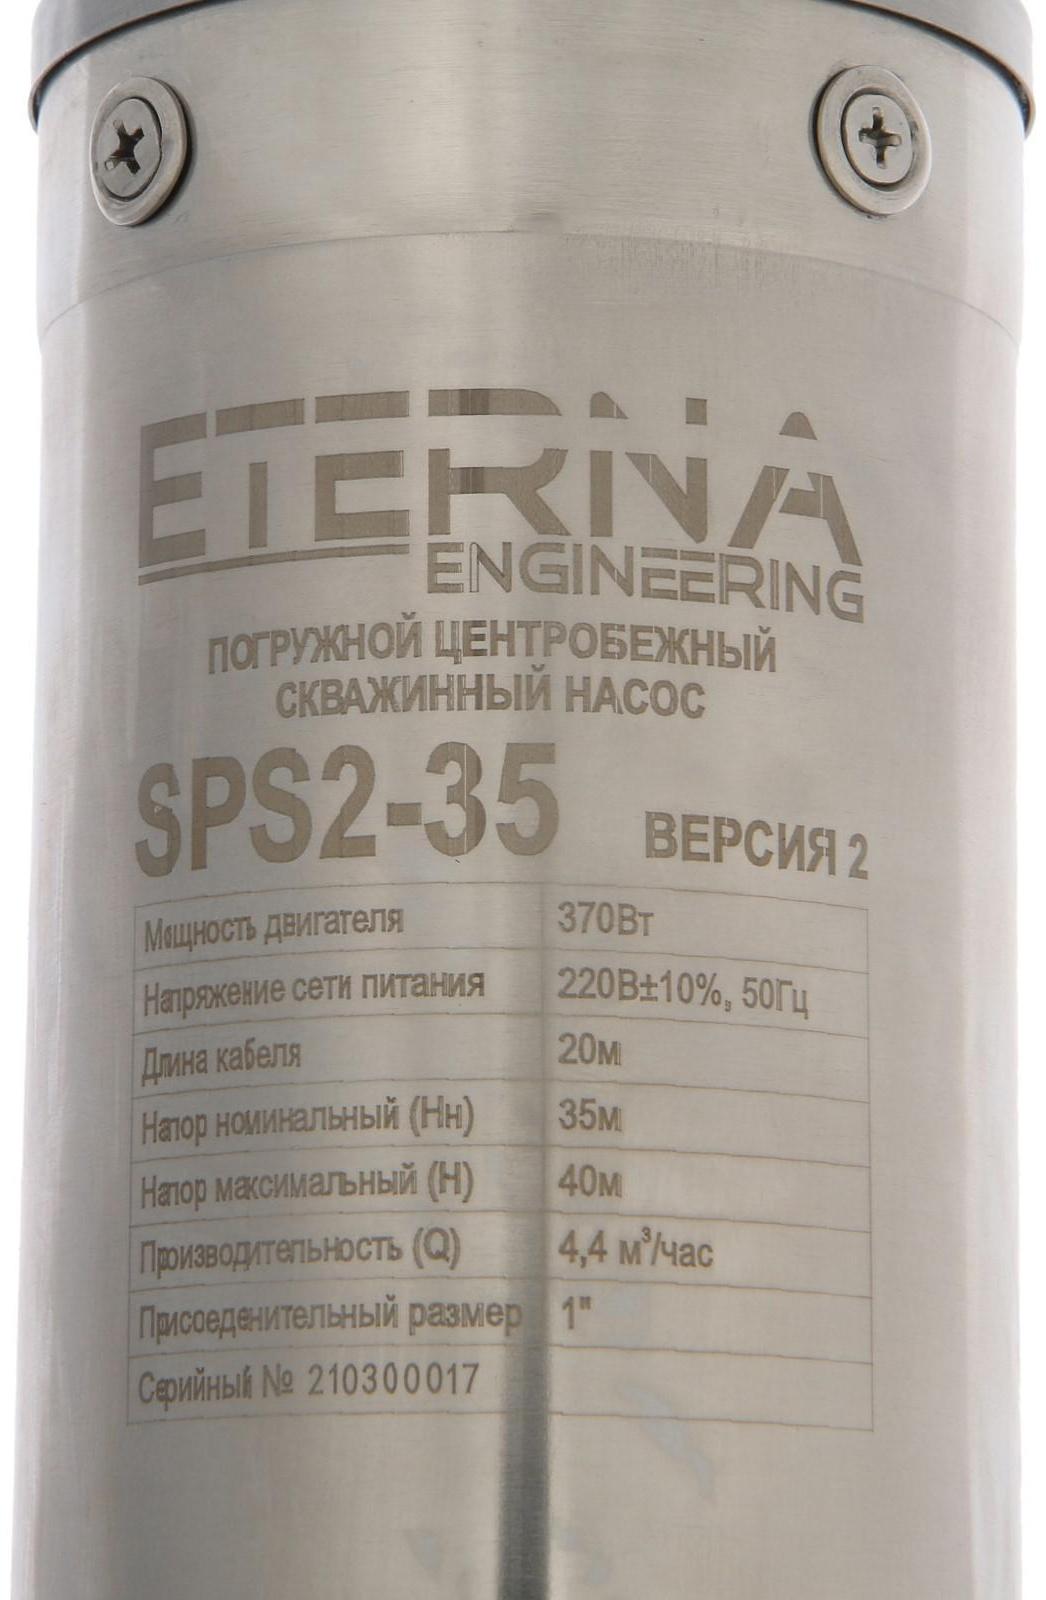 ETERNA
ENGINEERING
ПОГРУЖНОЙ ЦЕНТРОБЕЖНЫЙ
СКВАЖИННЫЙ НАСОС
SPS2-35 ВЕРСИЯ 2
Мощность двигателя 370Вт
Напряжение сети питания 220В±10%, 50Гц
Длина кабеля 20м
Напор номинальный (Нн) 35м
Напор максимальный (Н) 40м
Производительность (Q) 4,4 м³/час
Присоеденительный размер 1"
Серийный № 210300017